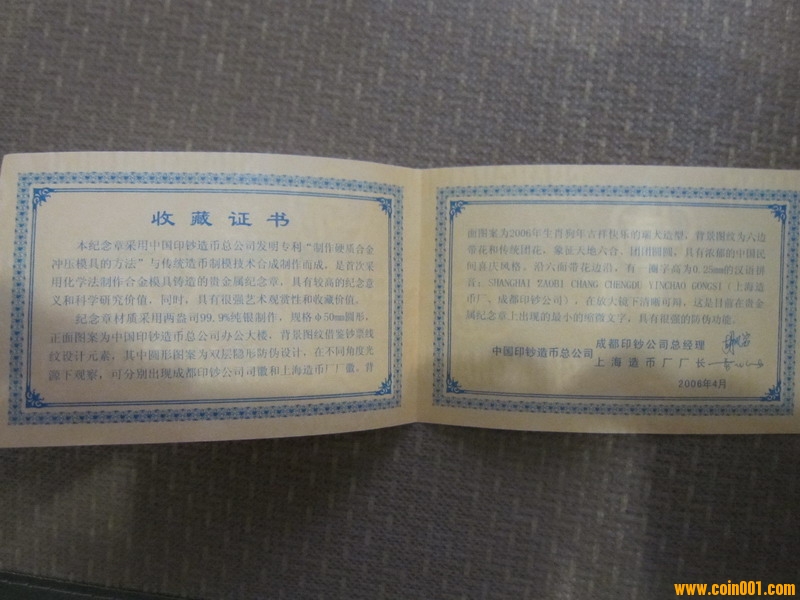 收藏证书
本纪念章采用中国印钞造币总公司发明专利“制作硬质合金
冲压模具的方法”与传统造币制模技术合成制作而成，是首次采
用化学法制作合金模具铸造的贵金属纪念章，具有较高的纪念意
义和科学研究价值，同时，具有很强艺术观赏性和收藏价值。
纪念章材质采用两盎司99.9%纯银制作，规格φ50mm圆形，
正面图案为中国印钞造币总公司办公大楼，背景图纹借鉴钞票线
纹设计元素，其中圆形图案为双层隐形防伪设计，在不同角度光
源下观察，可分别出现成都印钞公司司徽和上海造币厂厂徽。背
面图案为2006年生肖狗年吉祥快乐的瑞犬造型，背景图纹为六边
带花和传统团花，象征天地六合、团团圆圆，具有浓郁的中国民
间喜庆风格。沿六面带花边沿，有一圈字高为0.25mm的汉语拼
音：SHANGHAI ZAOBI CHANG CHENGDU YINCHAO GONGSI（上海造
币厂、成都印钞公司），在放大镜下清晰可辩。这是目前在贵金
属纪念章上出现的最小的缩微文字，具有很强的防伪功能。
中国印钞造币总公司 成都印钞公司总经理
上海造币厂厂长
2006年4月
www.coin001.com